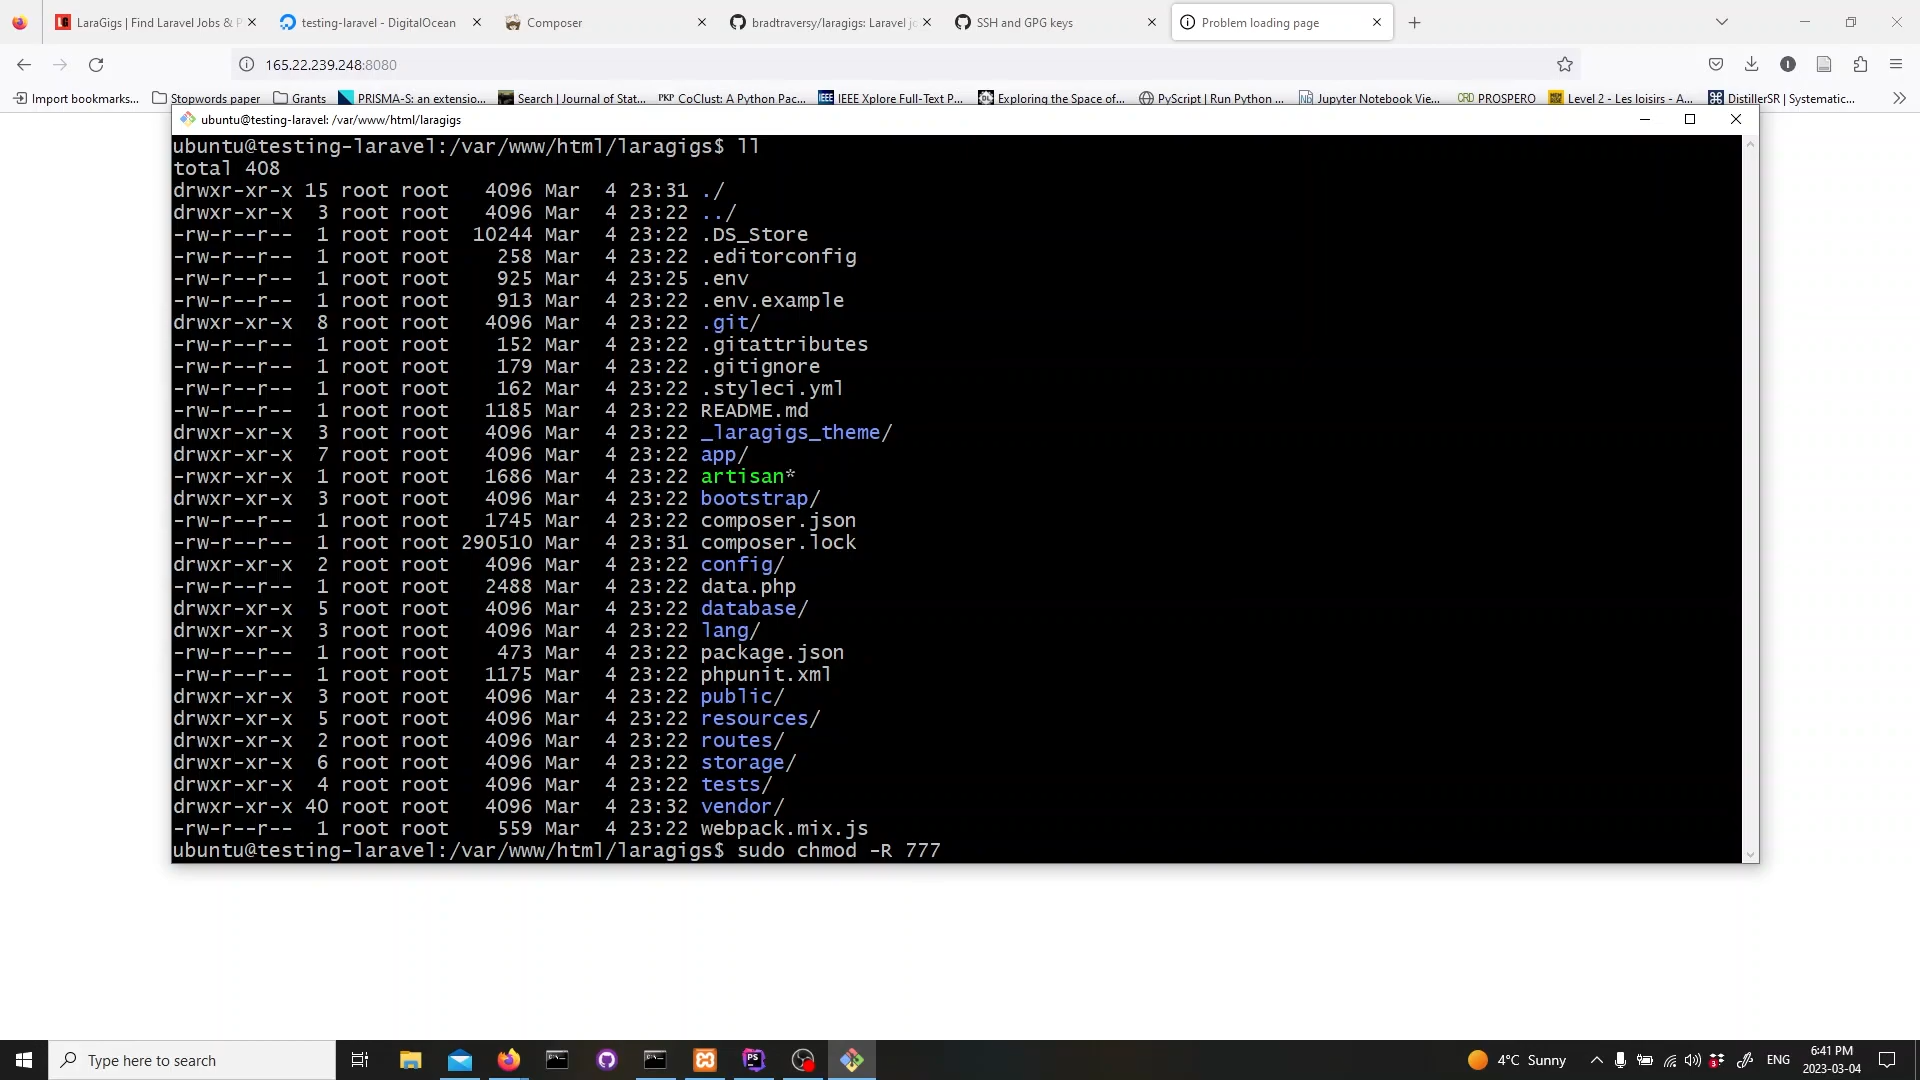 LaraGigs | Find Laravel Jobs & P
testing-laravel - DigitalOcean
Composer
bradtraversy/laragigs: Laravel jo
SSH and GPG keys
Problem loading page
165.22.239.248:8080
Import bookmarks...
Stopwords paper
Grants
PRISMA-S: an extensio...
Search | Journal of Stat...
PKP CoClust: A Python Pac...
IEEE IEEE Xplore Full-Text P...
Exploring the Space of...
PyScript | Run Python ...
Jupyter Notebook Vie...
CRD PROSPERO
Level 2 - Les loisirs - A...
DistillerSR | Systematic...
ubuntu@testing-laravel: /var/www/html/laragigs
ubuntu@testing-laravel:/var/www/html/laragigs$ ll
total 408
drwxr-xr-x 15 root root   4096 Mar  4 23:31 ./
drwxr-xr-x  3 root root   4096 Mar  4 23:22 ../
-rw-r--r--  1 root root  10244 Mar  4 23:22 .DS_Store
-rw-r--r--  1 root root    258 Mar  4 23:22 .editorconfig
-rw-r--r--  1 root root    925 Mar  4 23:25 .env
-rw-r--r--  1 root root    913 Mar  4 23:22 .env.example
drwxr-xr-x  8 root root   4096 Mar  4 23:22 .git/
-rw-r--r--  1 root root    152 Mar  4 23:22 .gitattributes
-rw-r--r--  1 root root    179 Mar  4 23:22 .gitignore
-rw-r--r--  1 root root    162 Mar  4 23:22 .styleci.yml
-rw-r--r--  1 root root   1185 Mar  4 23:22 README.md
drwxr-xr-x  3 root root   4096 Mar  4 23:22 _laragigs_theme/
drwxr-xr-x  7 root root   4096 Mar  4 23:22 app/
-rwxr-xr-x  1 root root   1686 Mar  4 23:22 artisan*
drwxr-xr-x  3 root root   4096 Mar  4 23:22 bootstrap/
-rw-r--r--  1 root root   1745 Mar  4 23:22 composer.json
-rw-r--r--  1 root root 290510 Mar  4 23:31 composer.lock
drwxr-xr-x  2 root root   4096 Mar  4 23:22 config/
-rw-r--r--  1 root root   2488 Mar  4 23:22 data.php
drwxr-xr-x  5 root root   4096 Mar  4 23:22 database/
drwxr-xr-x  3 root root   4096 Mar  4 23:22 lang/
-rw-r--r--  1 root root    473 Mar  4 23:22 package.json
-rw-r--r--  1 root root   1175 Mar  4 23:22 phpunit.xml
drwxr-xr-x  3 root root   4096 Mar  4 23:22 public/
drwxr-xr-x  5 root root   4096 Mar  4 23:22 resources/
drwxr-xr-x  2 root root   4096 Mar  4 23:22 routes/
drwxr-xr-x  6 root root   4096 Mar  4 23:22 storage/
drwxr-xr-x  4 root root   4096 Mar  4 23:22 tests/
drwxr-xr-x 40 root root   4096 Mar  4 23:32 vendor/
-rw-r--r--  1 root root    559 Mar  4 23:22 webpack.mix.js
ubuntu@testing-laravel:/var/www/html/laragigs$ sudo chmod -R 777
Type here to search
4°C Sunny
ENG
6:41 PM
2023-03-04